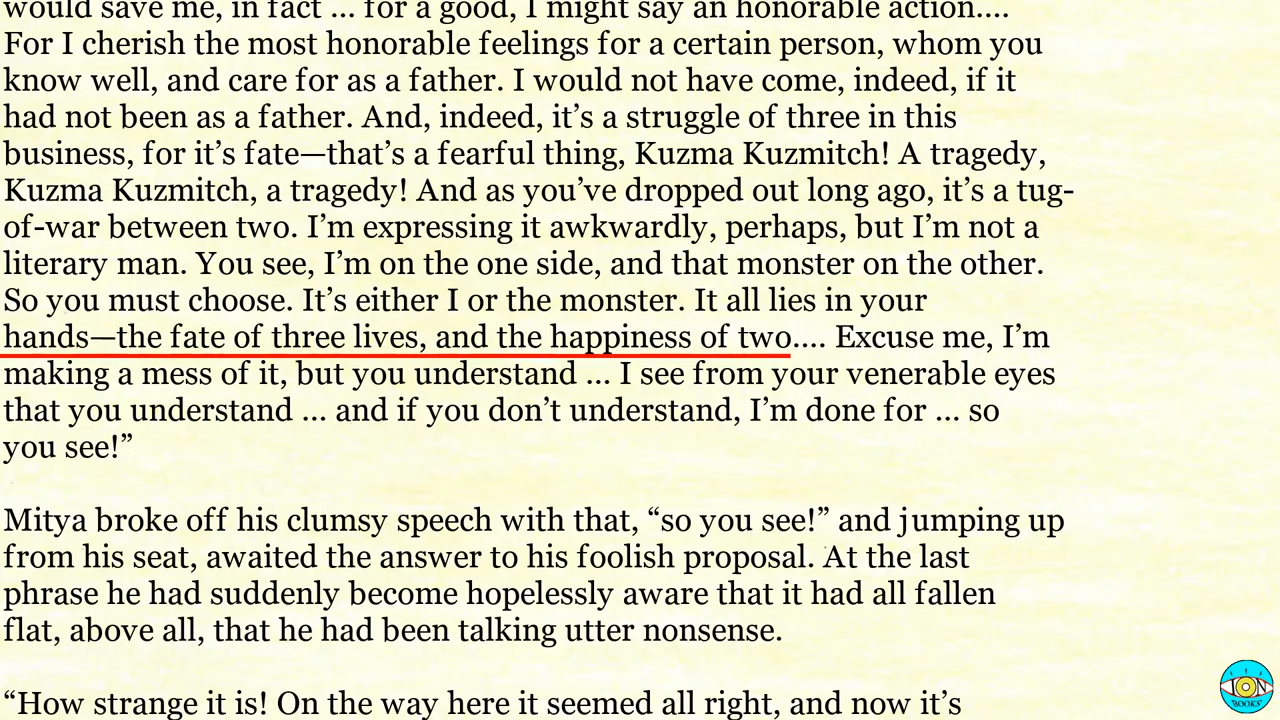 would save me, in fact … for a good, I might say an honorable action….
For I cherish the most honorable feelings for a certain person, whom you
know well, and care for as a father. I would not have come, indeed, if it
had not been as a father. And, indeed, it’s a struggle of three in this
business, for it’s fate—that’s a fearful thing, Kuzma Kuzmitch! A tragedy,
Kuzma Kuzmitch, a tragedy! And as you’ve dropped out long ago, it’s a tug-
of-war between two. I’m expressing it awkwardly, perhaps, but I’m not a
literary man. You see, I’m on the one side, and that monster on the other.
So you must choose. It’s either I or the monster. It all lies in your
hands—the fate of three lives, and the happiness of two…. Excuse me, I’m
making a mess of it, but you understand … I see from your venerable eyes
that you understand … and if you don’t understand, I’m done for … so
you see!”
Mitya broke off his clumsy speech with that, “so you see!” and jumping up
from his seat, awaited the answer to his foolish proposal. At the last
phrase he had suddenly become hopelessly aware that it had all fallen
flat, above all, that he had been talking utter nonsense.
“How strange it is! On the way here it seemed all right, and now it’s
ION
BOOKS